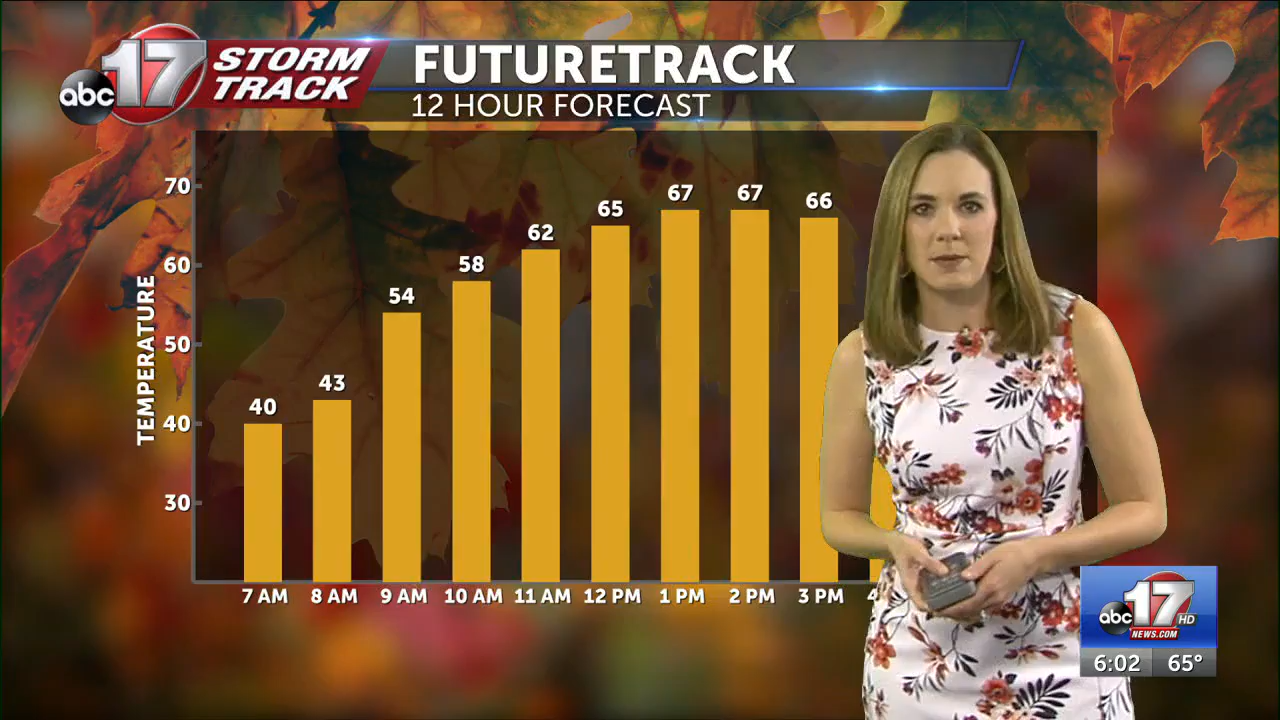 abc 17
STORM
TRACK
FUTURETRACK
12 HOUR FORECAST
TEMPERATURE
70
60
50
40
30
40
43
54
58
62
65
67
67
66
7 AM 8 AM 9 AM 10 AM 11 AM 12 PM 1 PM 2 PM 3 PM 4
abc 17 HD
NEWS.COM
6:02 65°